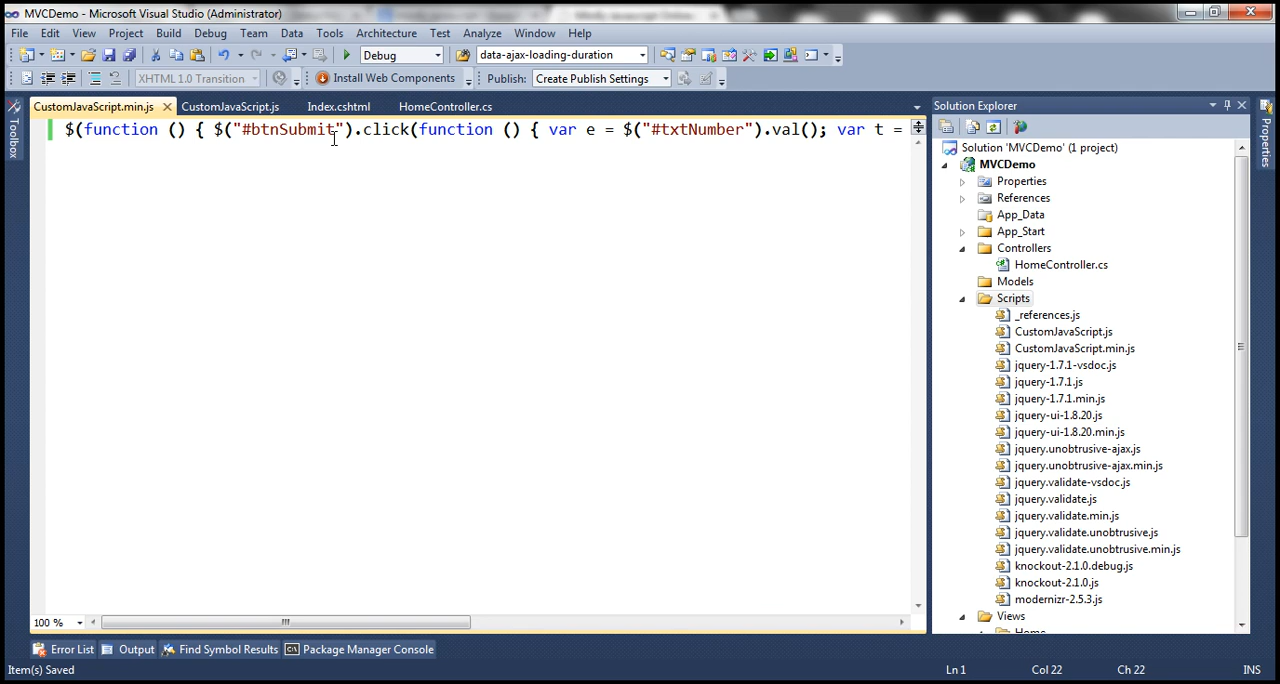 MVCDemo - Microsoft Visual Studio (Administrator)
File Edit View Project Build Debug Team Data Tools Architecture Test Analyze Window Help
Debug data-ajax-loading-duration
XHTML 1.0 Transition Install Web Components Publish: Create Publish Settings
CustomJavaScript.min.js CustomJavaScript.js Index.cshtml HomeController.cs
$(function () { $("#btnSubmit").click(function () { var e = $("#txtNumber").val(); var t =
100 %
Toolbox
Solution Explorer
Solution 'MVCDemo' (1 project)
MVCDemo
Properties
References
App_Data
App_Start
Controllers
HomeController.cs
Models
Scripts
_references.js
CustomJavaScript.js
CustomJavaScript.min.js
jquery-1.7.1-vsdoc.js
jquery-1.7.1.js
jquery-1.7.1.min.js
jquery-ui-1.8.20.js
jquery-ui-1.8.20.min.js
jquery.unobtrusive-ajax.js
jquery.unobtrusive-ajax.min.js
jquery.validate-vsdoc.js
jquery.validate.js
jquery.validate.min.js
jquery.validate.unobtrusive.js
jquery.validate.unobtrusive.min.js
knockout-2.1.0.debug.js
knockout-2.1.0.js
modernizr-2.5.3.js
Views
Properties
Error List Output Find Symbol Results Package Manager Console
Item(s) Saved Ln 1 Col 22 Ch 22 INS